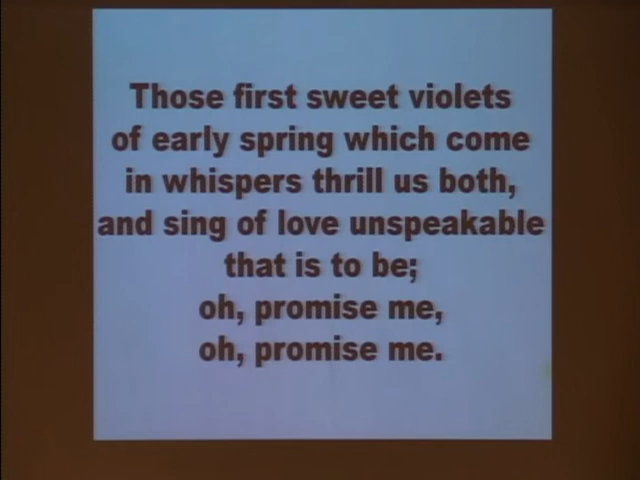 Those first sweet violets
of early spring which come
in whispers thrill us both,
and sing of love unspeakable
that is to be;
oh, promise me,
oh, promise me.